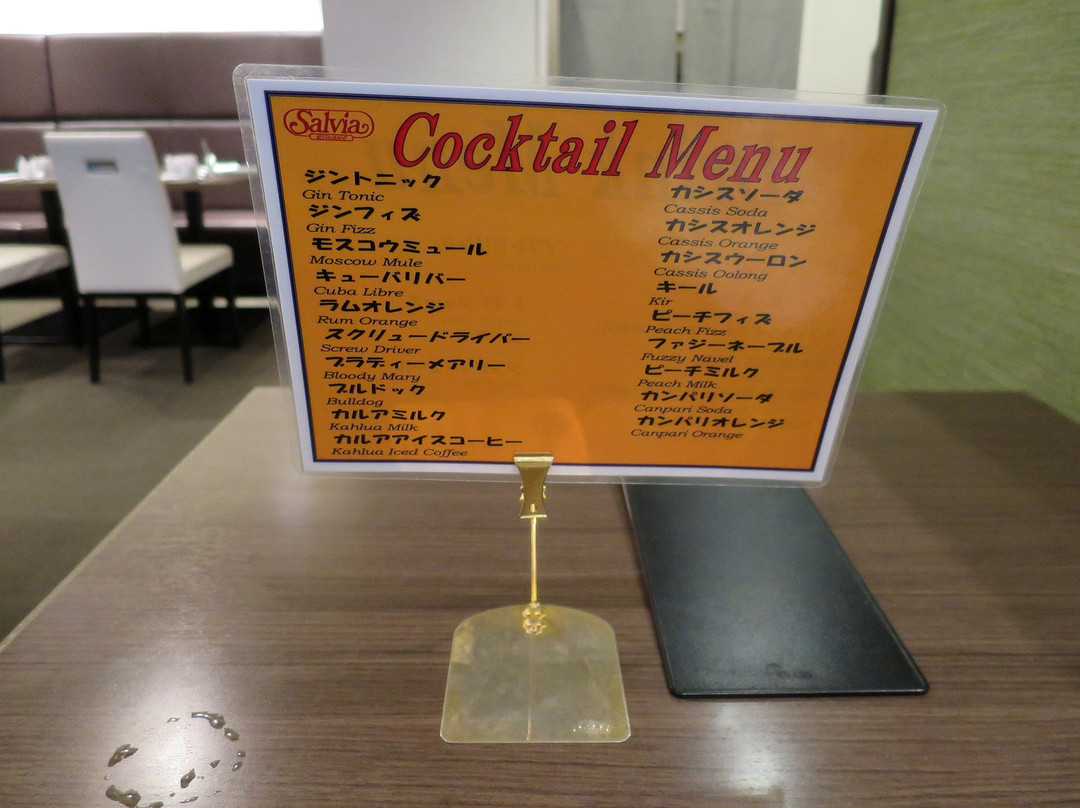 Salvia
Cocktail Menu
ジントニック
Gin Tonic
ジンフィズ
Gin Fizz
モスコウミュール
Moscow Mule
キューバリバー
Cuba Libre
ラムオレンジ
Rum Orange
スクリュードライバー
Screw Driver
ブラディーメアリー
Bloody Mary
ブルドック
Bulldog
カルアミルク
Kahlua Milk
カルアアイスコーヒー
Kahlua Iced Coffee
カシスソーダ
Cassis Soda
カシスオレンジ
Cassis Orange
カシスウーロン
Cassis Oolong
キール
Kir
ピーチフィズ
Peach Fizz
ファジーネーブル
Fuzzy Navel
ピーチミルク
Peach Milk
カンパリソーダ
Canpari Soda
カンパリオレンジ
Canpari Orange